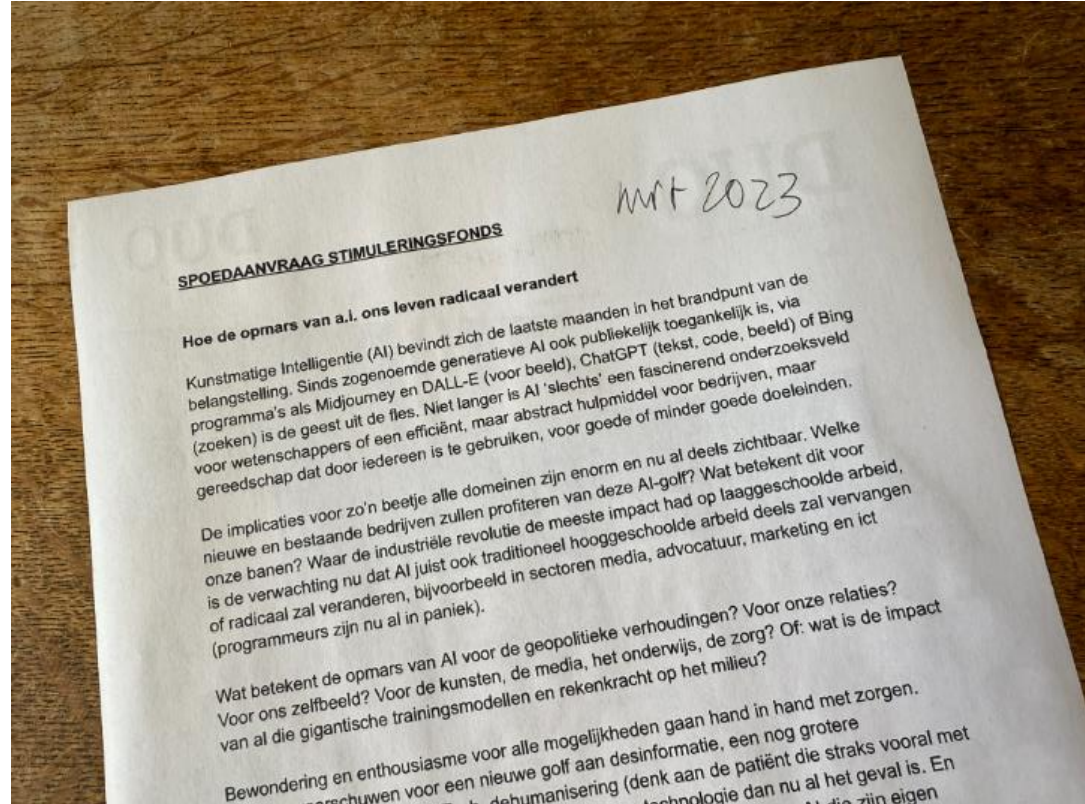 mrt 2023
SPOEDAANVRAAG STIMULERINGSFONDS
Hoe de opmars van a.i. ons leven radicaal verandert
Kunstmatige Intelligentie (AI) bevindt zich de laatste maanden in het brandpunt van de
belangstelling. Sinds zogenoemde generatieve AI ook publiekelijk toegankelijk is, via
programma's als Midjourney en DALL-E (voor beeld), ChatGPT (tekst, code, beeld) of Bing
(zoeken) is de geest uit de fles. Niet langer is AI 'slechts' een fascinerend onderzoeksveld
voor wetenschappers of een efficiënt, maar abstract hulpmiddel voor bedrijven, maar
gereedschap dat door iedereen is te gebruiken, voor goede of minder goede doeleinden.
De implicaties voor zo'n beetje alle domeinen zijn enorm en nu al deels zichtbaar. Welke
nieuwe en bestaande bedrijven zullen profiteren van deze AI-golf? Wat betekent dit voor
onze banen? Waar de industriële revolutie de meeste impact had op laaggeschoolde arbeid,
is de verwachting nu dat AI juist ook traditioneel hooggeschoolde arbeid deels zal vervangen
of radicaal zal veranderen, bijvoorbeeld in sectoren media, advocatuur, marketing en ict
(programmeurs zijn nu al in paniek).
Wat betekent de opmars van AI voor de geopolitieke verhoudingen? Voor onze relaties?
Voor ons zelfbeeld? Voor de kunsten, de media, het onderwijs, de zorg? Of: wat is de impact
van al die gigantische trainingsmodellen en rekenkracht op het milieu?
Bewondering en enthousiasme voor alle mogelijkheden gaan hand in hand met zorgen.
voor een nieuwe golf aan desinformatie, een nog grotere
dehumanisering (denk aan de patiënt die straks vooral met
technologie dan nu al het geval is. En
die zijn eigen
DUO
DUO